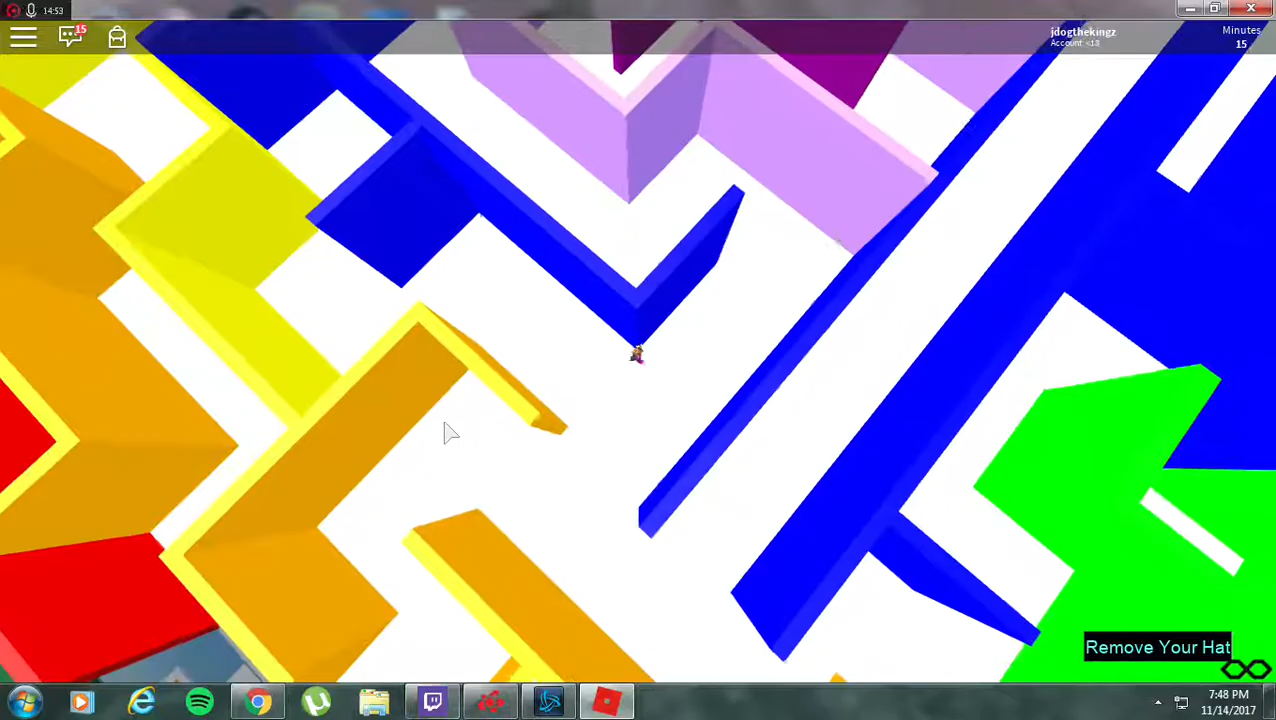 14:53
15
jdogthekingz
Account: <13
Minutes
15
Remove Your Hat
7:48 PM
11/14/2017